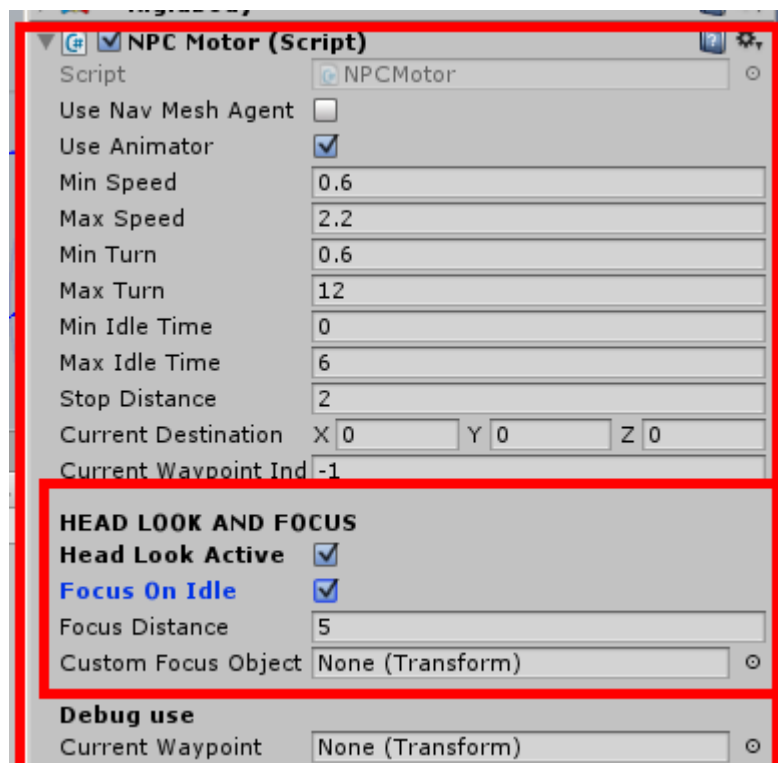 NPC Motor (Script)
Script NPCMotor
Use Nav Mesh Agent
Use Animator
Min Speed 0.6
Max Speed 2.2
Min Turn 0.6
Max Turn 12
Min Idle Time 0
Max Idle Time 6
Stop Distance 2
Current Destination X 0 Y 0 Z 0
Current Waypoint Ind -1
HEAD LOOK AND FOCUS
Head Look Active
Focus On Idle
Focus Distance 5
Custom Focus Object None (Transform)
Debug use
Current Waypoint None (Transform)